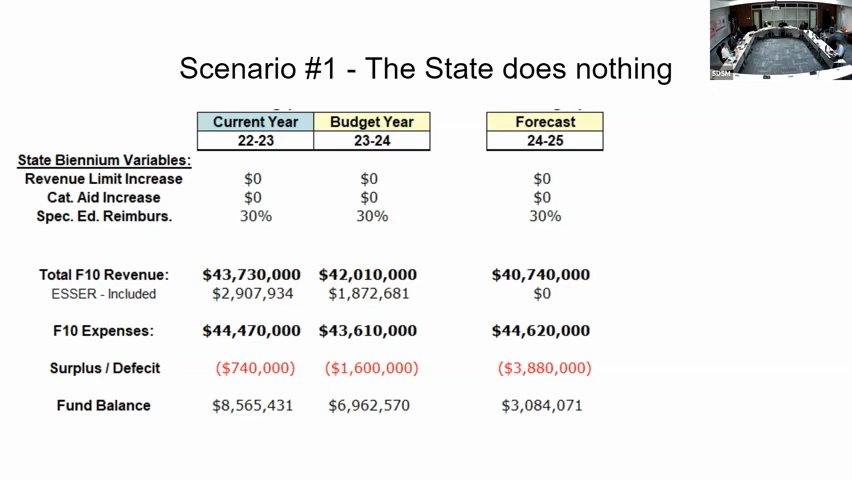 Scenario #1 - The State does nothing
SDSM
Current Year Budget Year Forecast
22-23 23-24 24-25
State Biennium Variables:
Revenue Limit Increase $0 $0 $0
Cat. Aid Increase $0 $0 $0
Spec. Ed. Reimburs. 30% 30% 30%
Total F10 Revenue: $43,730,000 $42,010,000 $40,740,000
ESSER - Included $2,907,934 $1,872,681 $0
F10 Expenses: $44,470,000 $43,610,000 $44,620,000
Surplus / Defecit ($740,000) ($1,600,000) ($3,880,000)
Fund Balance $8,565,431 $6,962,570 $3,084,071